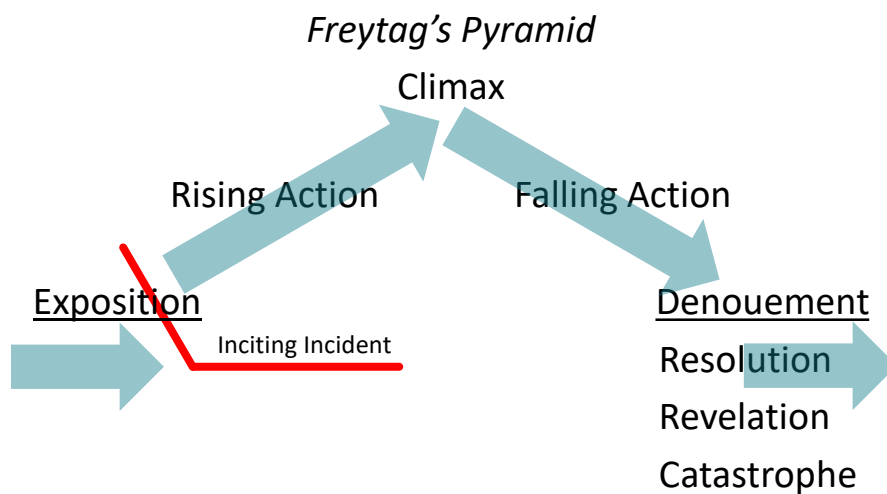 Freytag’s Pyramid
Climax
Rising Action
Falling Action
Exposition
Inciting Incident
Denouement
Resolution
Revelation
Catastrophe